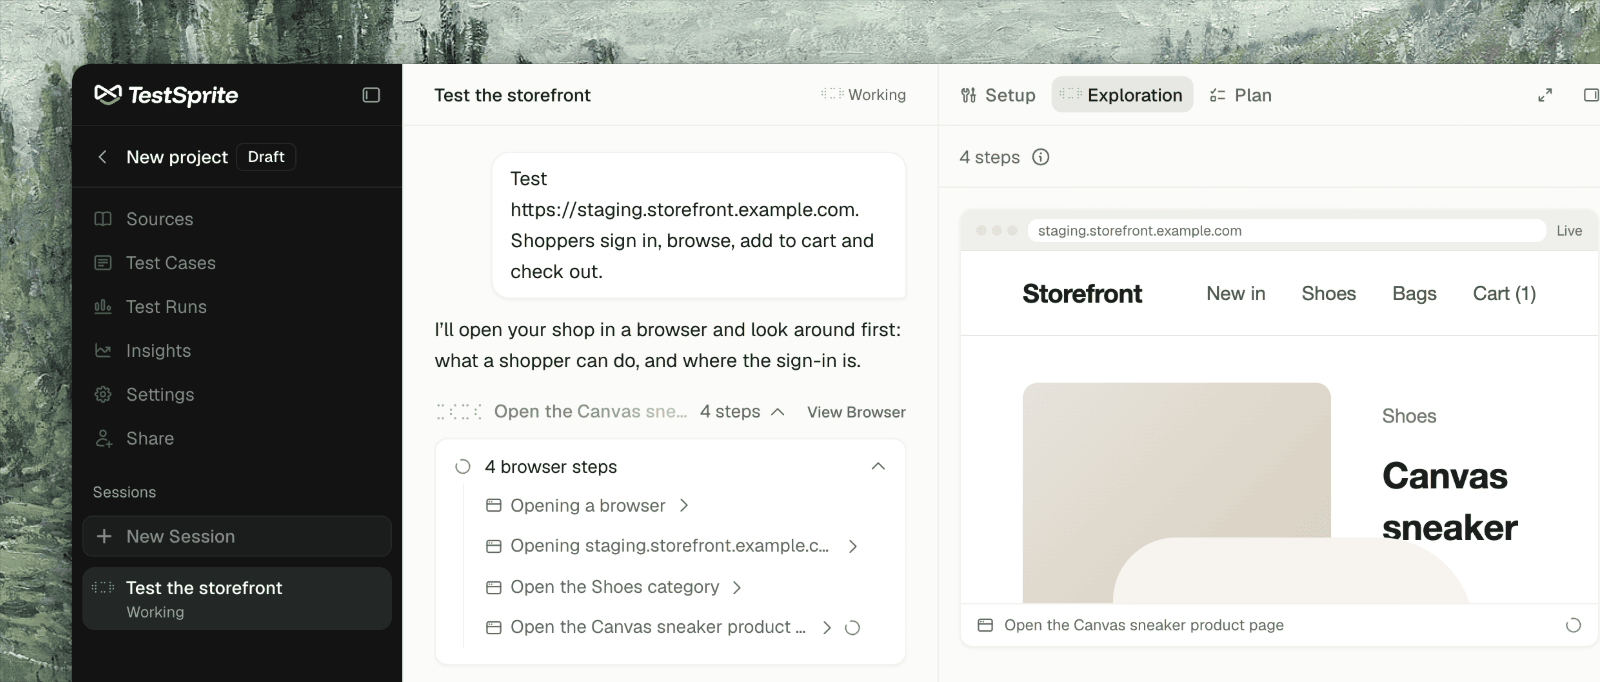 TestSprite
New project
Draft
Sources
Test Cases
Test Runs
Insights
Settings
Share
Sessions
New Session
Test the storefront
Working
Test the storefront
Working
Test
https://staging.storefront.example.com.
Shoppers sign in, browse, add to cart and
check out.
I'll open your shop in a browser and look around first:
what a shopper can do, and where the sign-in is.
Open the Canvas sne... 4 steps View Browser
4 browser steps
Opening a browser
Opening staging.storefront.example.c...
Open the Shoes category
Open the Canvas sneaker product ...
Setup Exploration Plan
4 steps
staging.storefront.example.com Live
Storefront New in Shoes Bags Cart (1)
Shoes
Canvas
sneaker
Open the Canvas sneaker product page